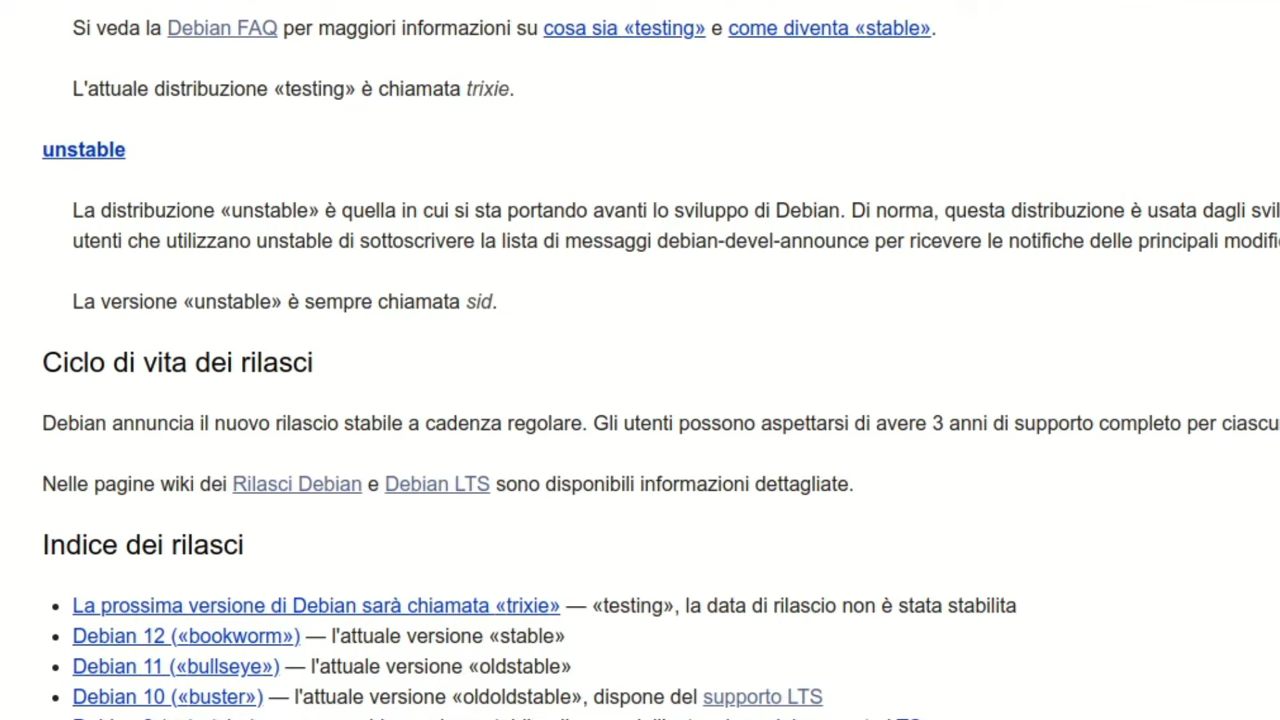 Si veda la Debian FAQ per maggiori informazioni su cosa sia «testing» e come diventa «stable».
L'attuale distribuzione «testing» è chiamata trixie.
unstable
La distribuzione «unstable» è quella in cui si sta portando avanti lo sviluppo di Debian. Di norma, questa distribuzione è usata dagli
utenti che utilizzano unstable di sottoscrivere la lista di messaggi debian-devel-announce per ricevere le notifiche delle principali
La versione «unstable» è sempre chiamata sid.
Ciclo di vita dei rilasci
Debian annuncia il nuovo rilascio stabile a cadenza regolare. Gli utenti possono aspettarsi di avere 3 anni di supporto completo per
Nelle pagine wiki dei Rilasci Debian e Debian LTS sono disponibili informazioni dettagliate.
Indice dei rilasci
• La prossima versione di Debian sarà chiamata «trixie» — «testing», la data di rilascio non è stata stabilita
• Debian 12 («bookworm») — l'attuale versione «stable»
• Debian 11 («bullseye») — l'attuale versione «oldstable»
• Debian 10 («buster») — l'attuale versione «oldoldstable», dispone del supporto LTS